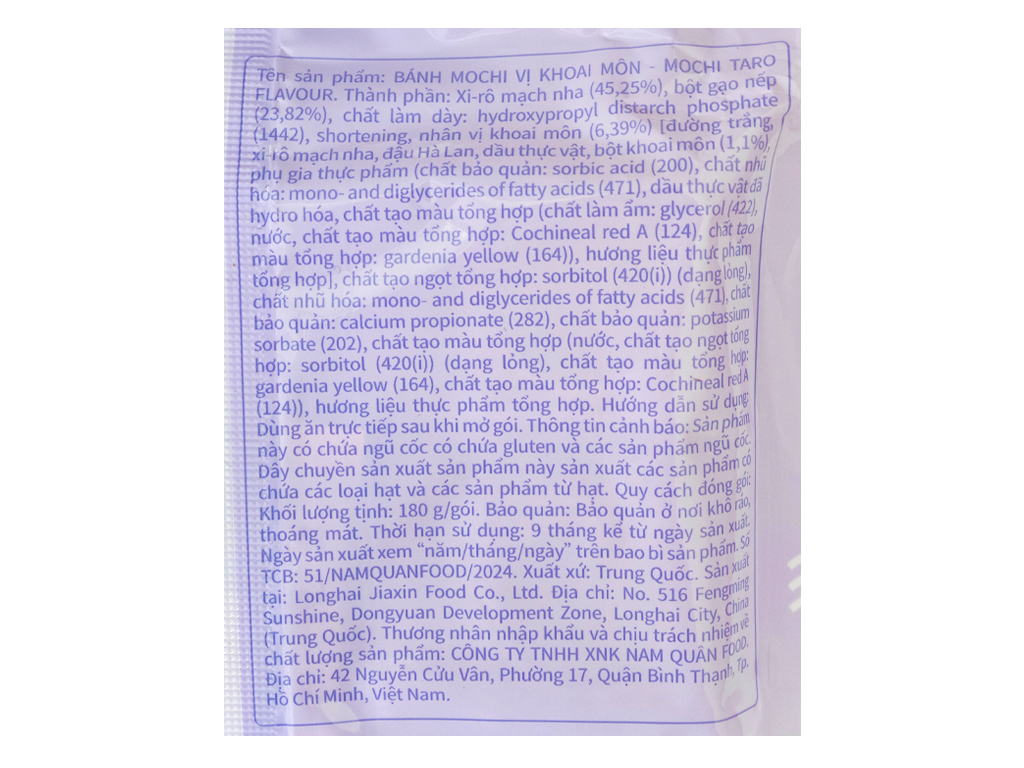 Tên sản phẩm: BÁNH MOCHI VỊ KHOAI MÔN - MOCHI TARO
FLAVOUR. Thành phần: Xi-rô mạch nha (45,25%), bột gạo nếp
(23,82%), chất làm dày: hydroxypropyl distarch phosphate
(1442), shortening, nhân vị khoai môn (6,39%) [đường trắng,
xi-rô mạch nha, đậu Hà Lan, dầu thực vật, bột khoai môn (1,1%),
phụ gia thực phẩm (chất bảo quản: sorbic acid (200), chất nhũ
hóa: mono- and diglycerides of fatty acids (471), dầu thực vật đã
hydro hóa, chất tạo màu tổng hợp (chất làm ẩm: glycerol (422),
nước, chất tạo màu tổng hợp: Cochineal red A (124), chất tạo
màu tổng hợp: gardenia yellow (164)), hương liệu thực phẩm
tổng hợp], chất tạo ngọt tổng hợp: sorbitol (420(i)) (dạng lỏng),
chất nhũ hóa: mono- and diglycerides of fatty acids (471), chất
bảo quản: calcium propionate (282), chất bảo quản: potassium
sorbate (202), chất tạo màu tổng hợp (nước, chất tạo ngọt tổng
hợp: sorbitol (420(i)) (dạng lỏng), chất tạo màu tổng hợp:
gardenia yellow (164), chất tạo màu tổng hợp: Cochineal red A
(124)), hương liệu thực phẩm tổng hợp. Hướng dẫn sử dụng:
Dùng ăn trực tiếp sau khi mở gói. Thông tin cảnh báo: Sản phẩm
này có chứa ngũ cốc có chứa gluten và các sản phẩm ngũ cốc.
Dây chuyền sản xuất sản phẩm này sản xuất các sản phẩm có
chứa các loại hạt và các sản phẩm từ hạt. Quy cách đóng gói:
Khối lượng tịnh: 180 g/gói. Bảo quản: Bảo quản ở nơi khô ráo,
thoáng mát. Thời hạn sử dụng: 9 tháng kể từ ngày sản xuất.
Ngày sản xuất xem “năm/tháng/ngày” trên bao bì sản phẩm. Số
TCB: 51/NAMQUANFOOD/2024. Xuất xứ: Trung Quốc. Sản xuất
tại: Longhai Jiaxin Food Co., Ltd. Địa chỉ: No. 516 Fengming
Sunshine, Dongyuan Development Zone, Longhai City, China
(Trung Quốc). Thương nhân nhập khẩu và chịu trách nhiệm về
chất lượng sản phẩm: CÔNG TY TNHH XNK NAM QUÂN FOOD.
Địa chỉ: 42 Nguyễn Cửu Vân, Phường 17, Quận Bình Thạnh, Tp.
Hồ Chí Minh, Việt Nam.